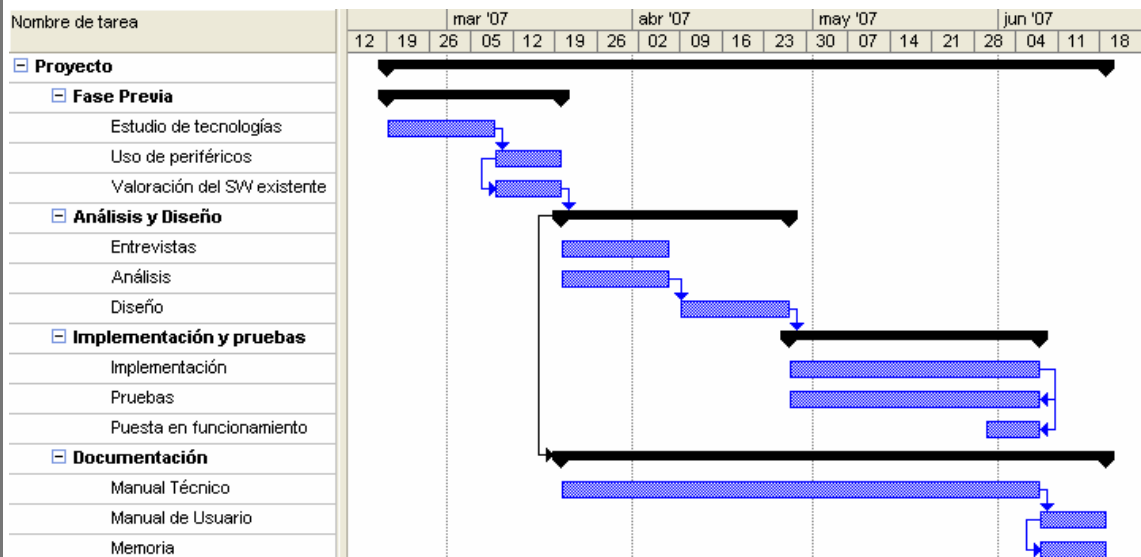 Nombre de tarea
mar '07 abr '07 may '07 jun '07
12 19 26 05 12 19 26 02 09 16 23 30 07 14 21 28 04 11 18
Proyecto
Fase Previa
Estudio de tecnologías
Uso de periféricos
Valoración del SW existente
Análisis y Diseño
Entrevistas
Análisis
Diseño
Implementación y pruebas
Implementación
Pruebas
Puesta en funcionamiento
Documentación
Manual Técnico
Manual de Usuario
Memoria